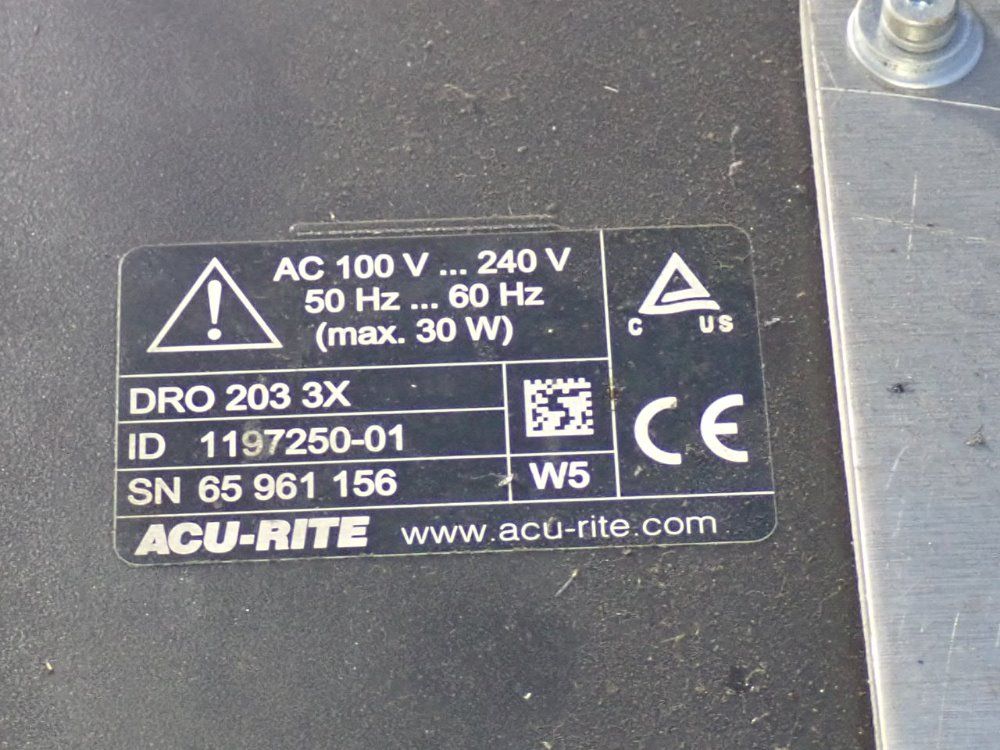 AC 100 V ... 240 V
50 Hz ... 60 Hz
(max. 30 W)
C US
DRO 203 3X
ID 1197250-01
SN 65 961 156
W5
CE
ACU-RITE www.acu-rite.com